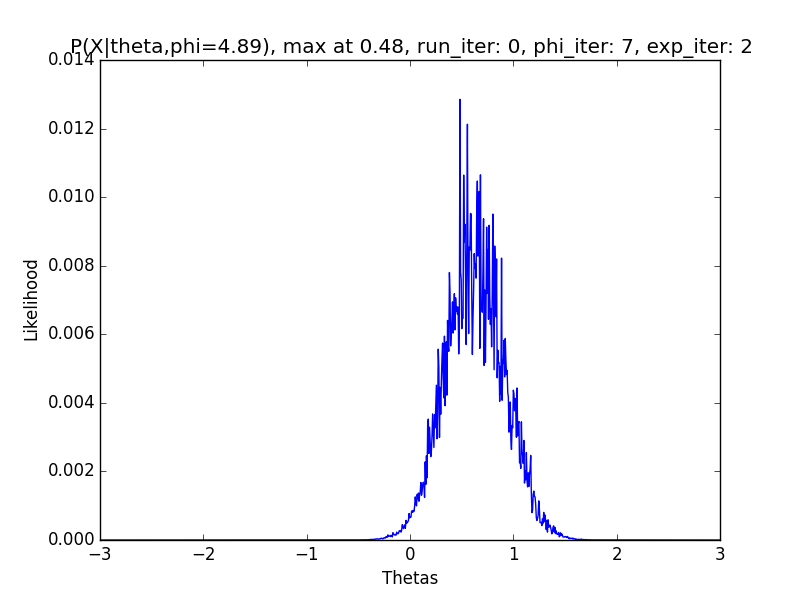 P(X|theta,phi=4.89), max at 0.48, run_iter: 0, phi_iter: 7, exp_iter: 2
0.014
0.012
0.010
0.008
0.006
0.004
0.002
0.000
Likelihood
−3 −2 −1 0 1 2 3
Thetas